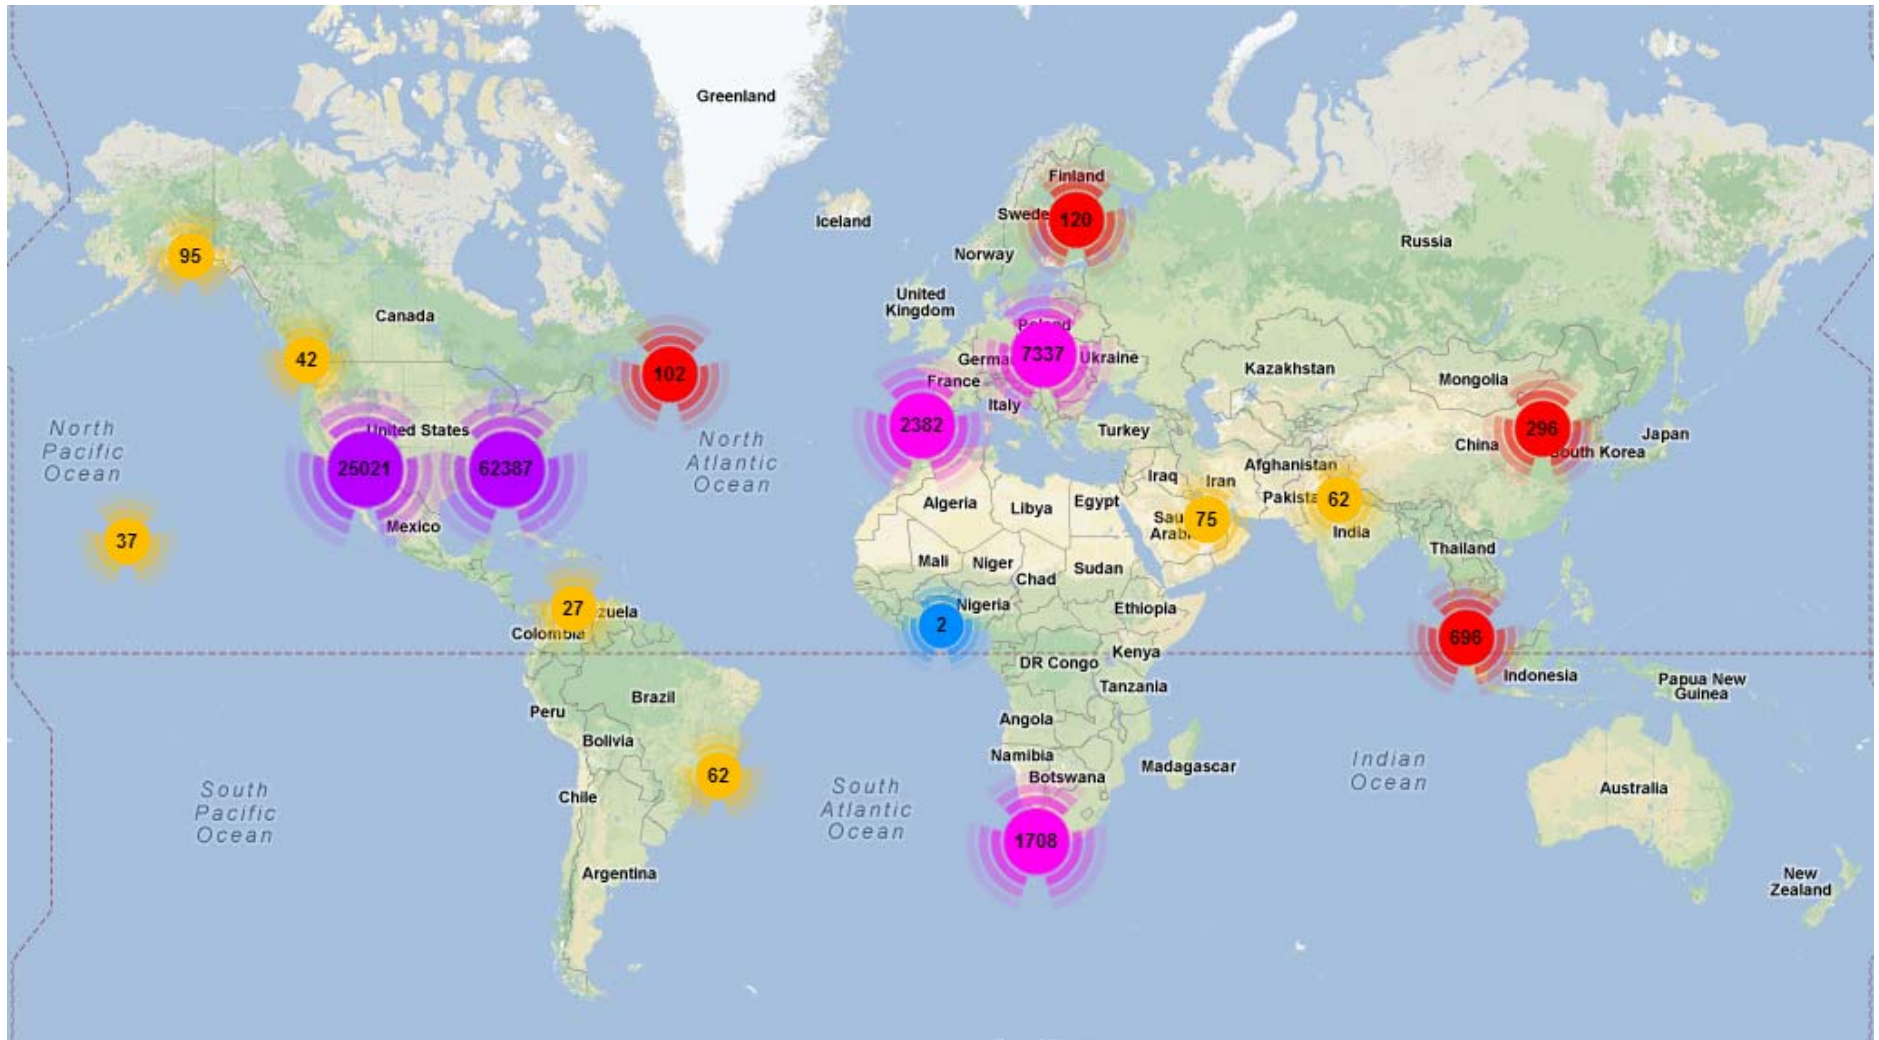 Greenland
Finland
Iceland
Swede
120
Russia
95
Norway
United
Kingdom
Canada
Poland
42
102
Germa
7337
Ukraine
Kazakhstan
France
Mongolia
Italy
North
Pacific
Ocean
United States
2382
Turkey
296
Japan
North
Atlantic
Ocean
China
South Korea
25021
62387
Afghanistan
Iraq
Iran
Algeria
Libya
Egypt
Pakista
62
Mexico
Sau
Arabi
75
India
37
Thailand
Mali
Niger
Chad
Sudan
27
zuela
Nigeria
Ethiopia
Colombia
2
696
Kenya
DR Congo
Indonesia
Tanzania
Papua New
Guinea
Brazil
Peru
Angola
Bolivia
Namibia
Madagascar
Indian
Ocean
62
Botswana
Chile
South
Pacific
Ocean
South
Atlantic
Ocean
Australia
1708
Argentina
New
Zealand